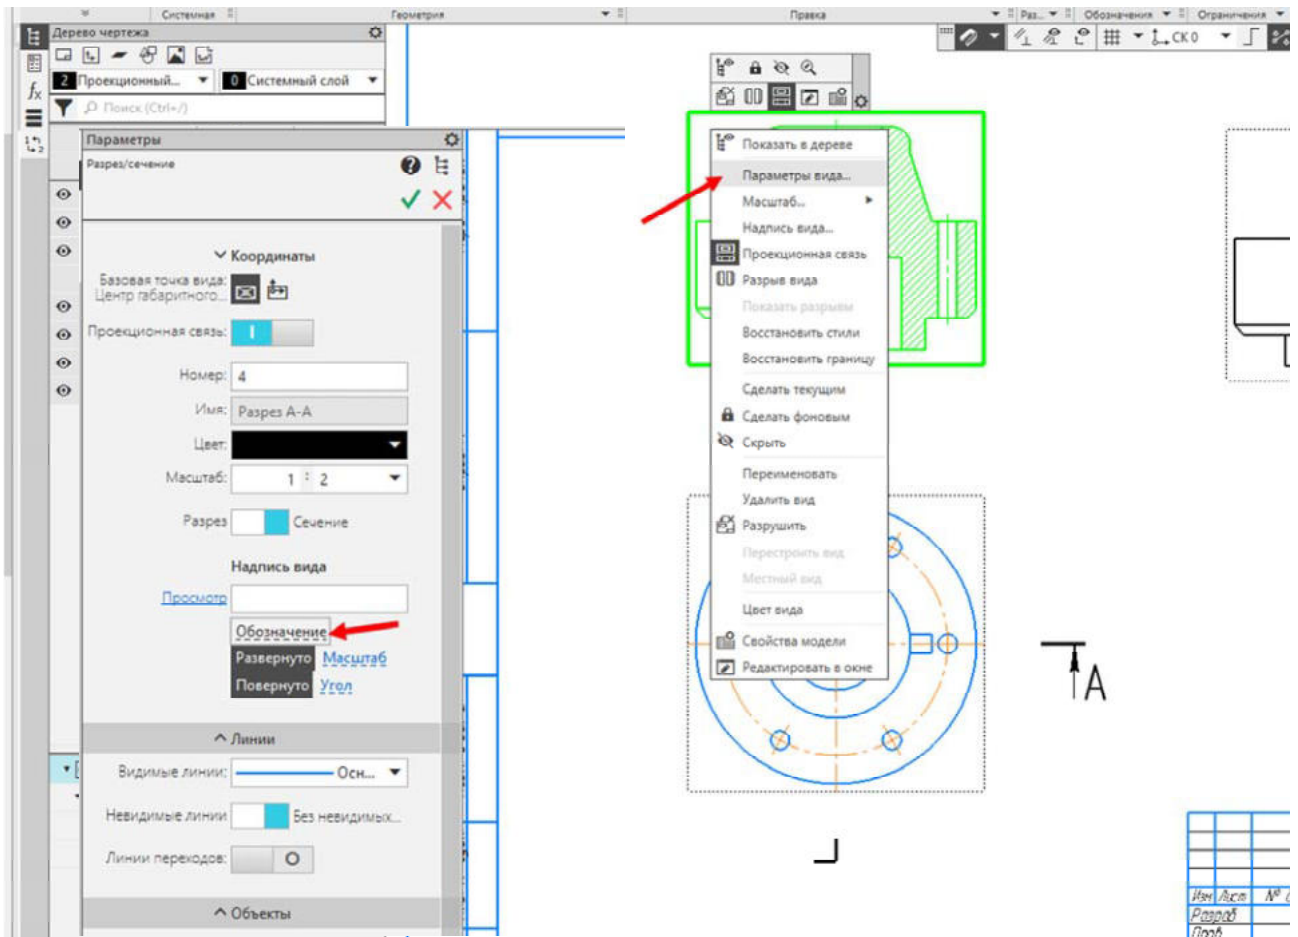 Системная
Геометрия
Правка
Раз...
Обозначения
Ограничения
Дерево чертежа
СК 0
2 Проекционный...
0 Системный слой
Поиск (Ctrl+/)
Параметры
Разрез/сечение
Координаты
Базовая точка вида:
Центр габаритного...
Проекционная связь:
Номер: 4
Имя: Разрез А-А
Цвет:
Масштаб: 1 : 2
Разрез Сечение
Надпись вида
Просмотр
Обозначение
Развернуто Масштаб
Повернуто Угол
Линии
Видимые линии: Осн...
Невидимые линии Без невидимых...
Линии переходов:
Объекты
Показать в дереве
Параметры вида...
Масштаб...
Надпись вида...
Проекционная связь
Разрыв вида
Показать разрывы
Восстановить стили
Восстановить границу
Сделать текущим
Сделать фоновым
Скрыть
Переименовать
Удалить вид
Разрушить
Перестроить вид
Местный вид
Цвет вида
Свойства модели
Редактировать в окне
А
Изм Лист №
Разраб
Пров